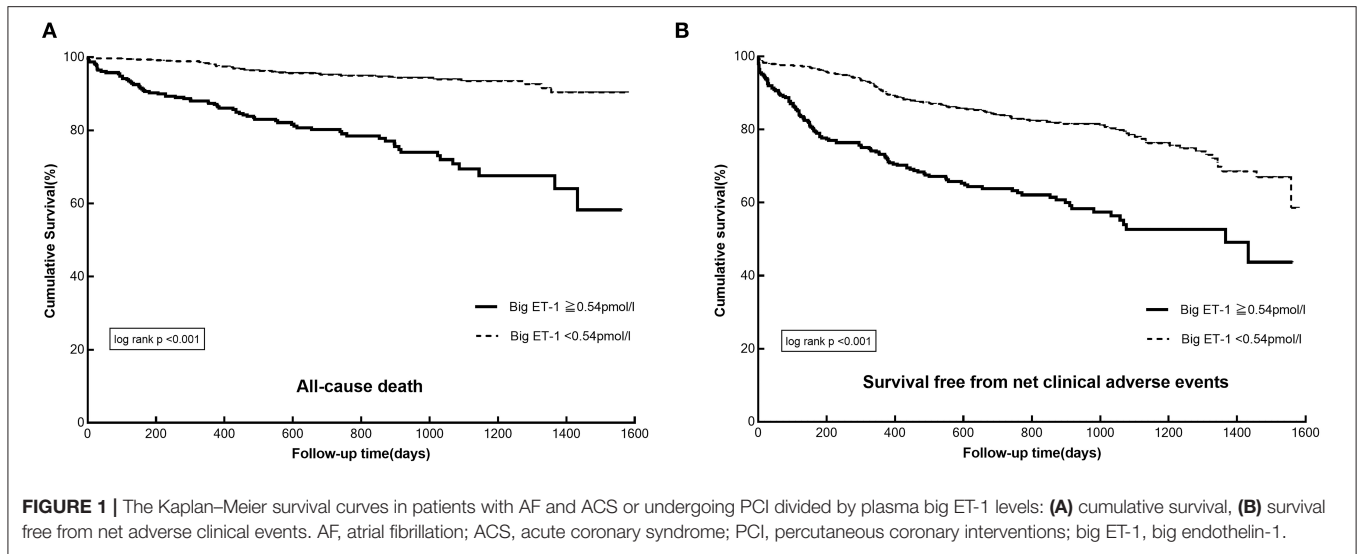 A
100
80
60
40
20
0
Cumulative Survival(%)
0 200 400 600 800 1000 1200 1400 1600
Follow-up time(days)
Big ET-1 ≧0.54pmol/l
Big ET-1 <0.54pmol/l
log rank p <0.001
All-cause death
B
100
80
60
40
20
0
Cumulative survival(%)
0 200 400 600 800 1000 1200 1400 1600
Follow-up time(days)
Big ET-1 ≧0.54pmol/l
Big ET-1 <0.54pmol/l
log rank p <0.001
Survival free from net clinical adverse events
FIGURE 1 | The Kaplan–Meier survival curves in patients with AF and ACS or undergoing PCI divided by plasma big ET-1 levels: (A) cumulative survival, (B) survival
free from net adverse clinical events. AF, atrial fibrillation; ACS, acute coronary syndrome; PCI, percutaneous coronary interventions; big ET-1, big endothelin-1.